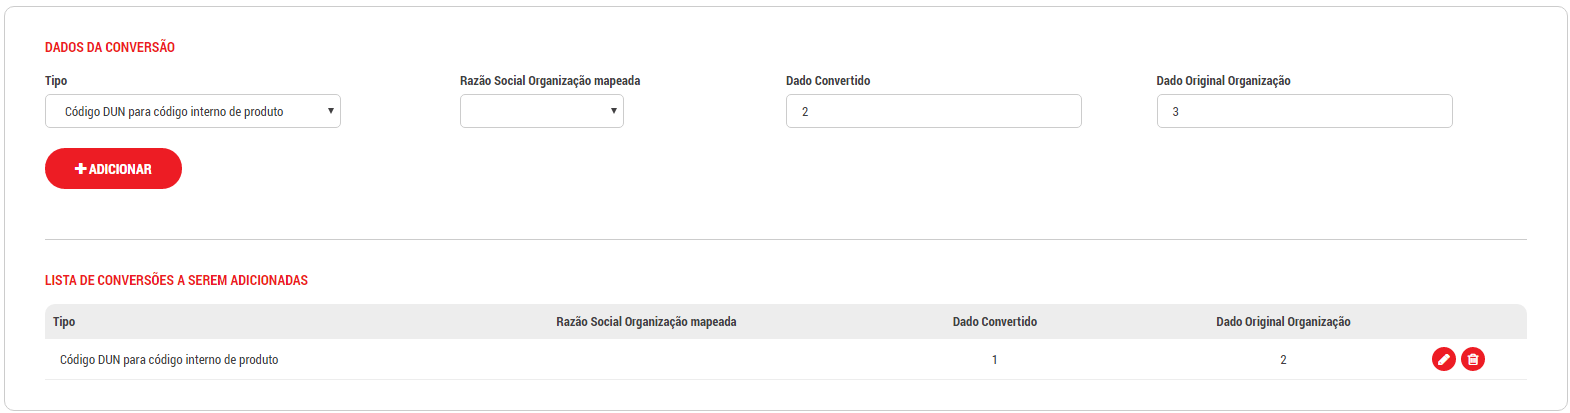 DADOS DA CONVERSÃO
Tipo Razão Social Organização mapeada Dado Convertido Dado Original Organização
Código DUN para código interno de produto 2 3
ADICIONAR
LISTA DE CONVERSÕES A SEREM ADICIONADAS
Tipo Razão Social Organização mapeada Dado Convertido Dado Original Organização
Código DUN para código interno de produto 1 2